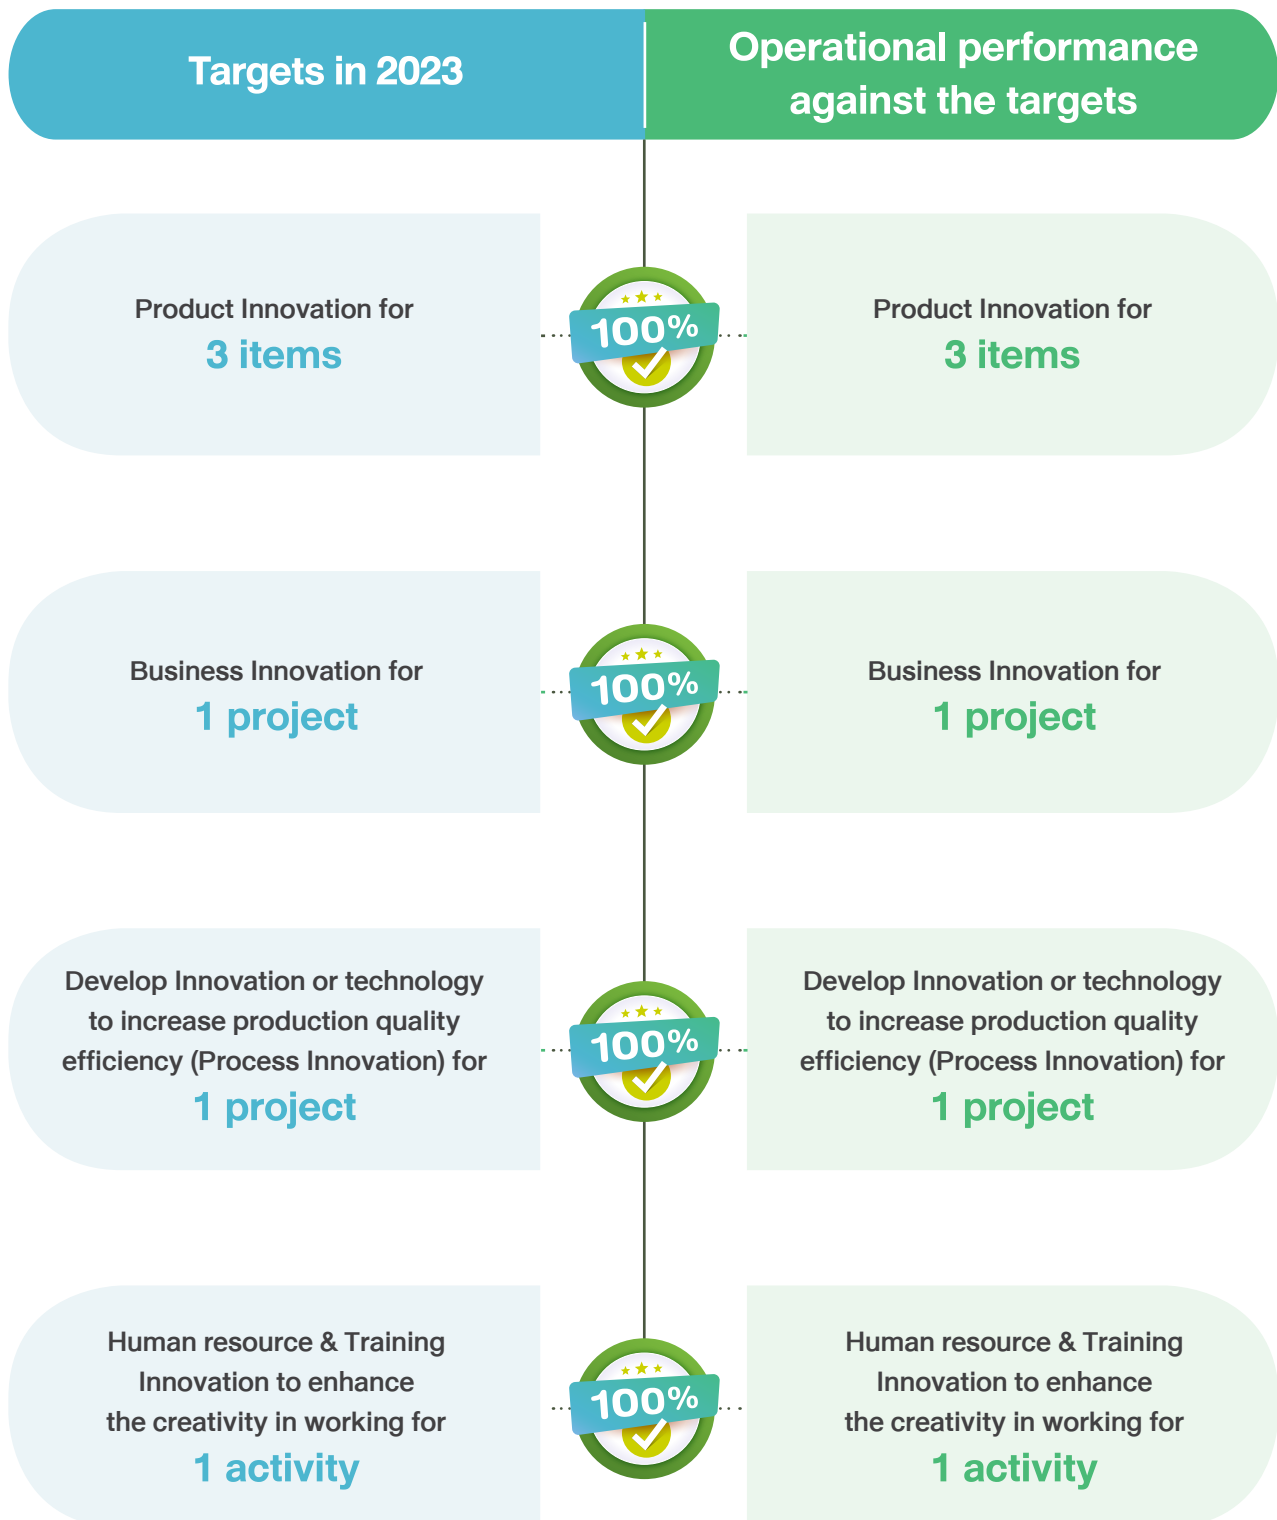 Targets in 2023
Operational performance
against the targets
Product Innovation for
3 items
100%
Product Innovation for
3 items
Business Innovation for
1 project
100%
Business Innovation for
1 project
Develop Innovation or technology
to increase production quality
efficiency (Process Innovation) for
1 project
100%
Develop Innovation or technology
to increase production quality
efficiency (Process Innovation) for
1 project
Human resource & Training
Innovation to enhance
the creativity in working for
1 activity
100%
Human resource & Training
Innovation to enhance
the creativity in working for
1 activity